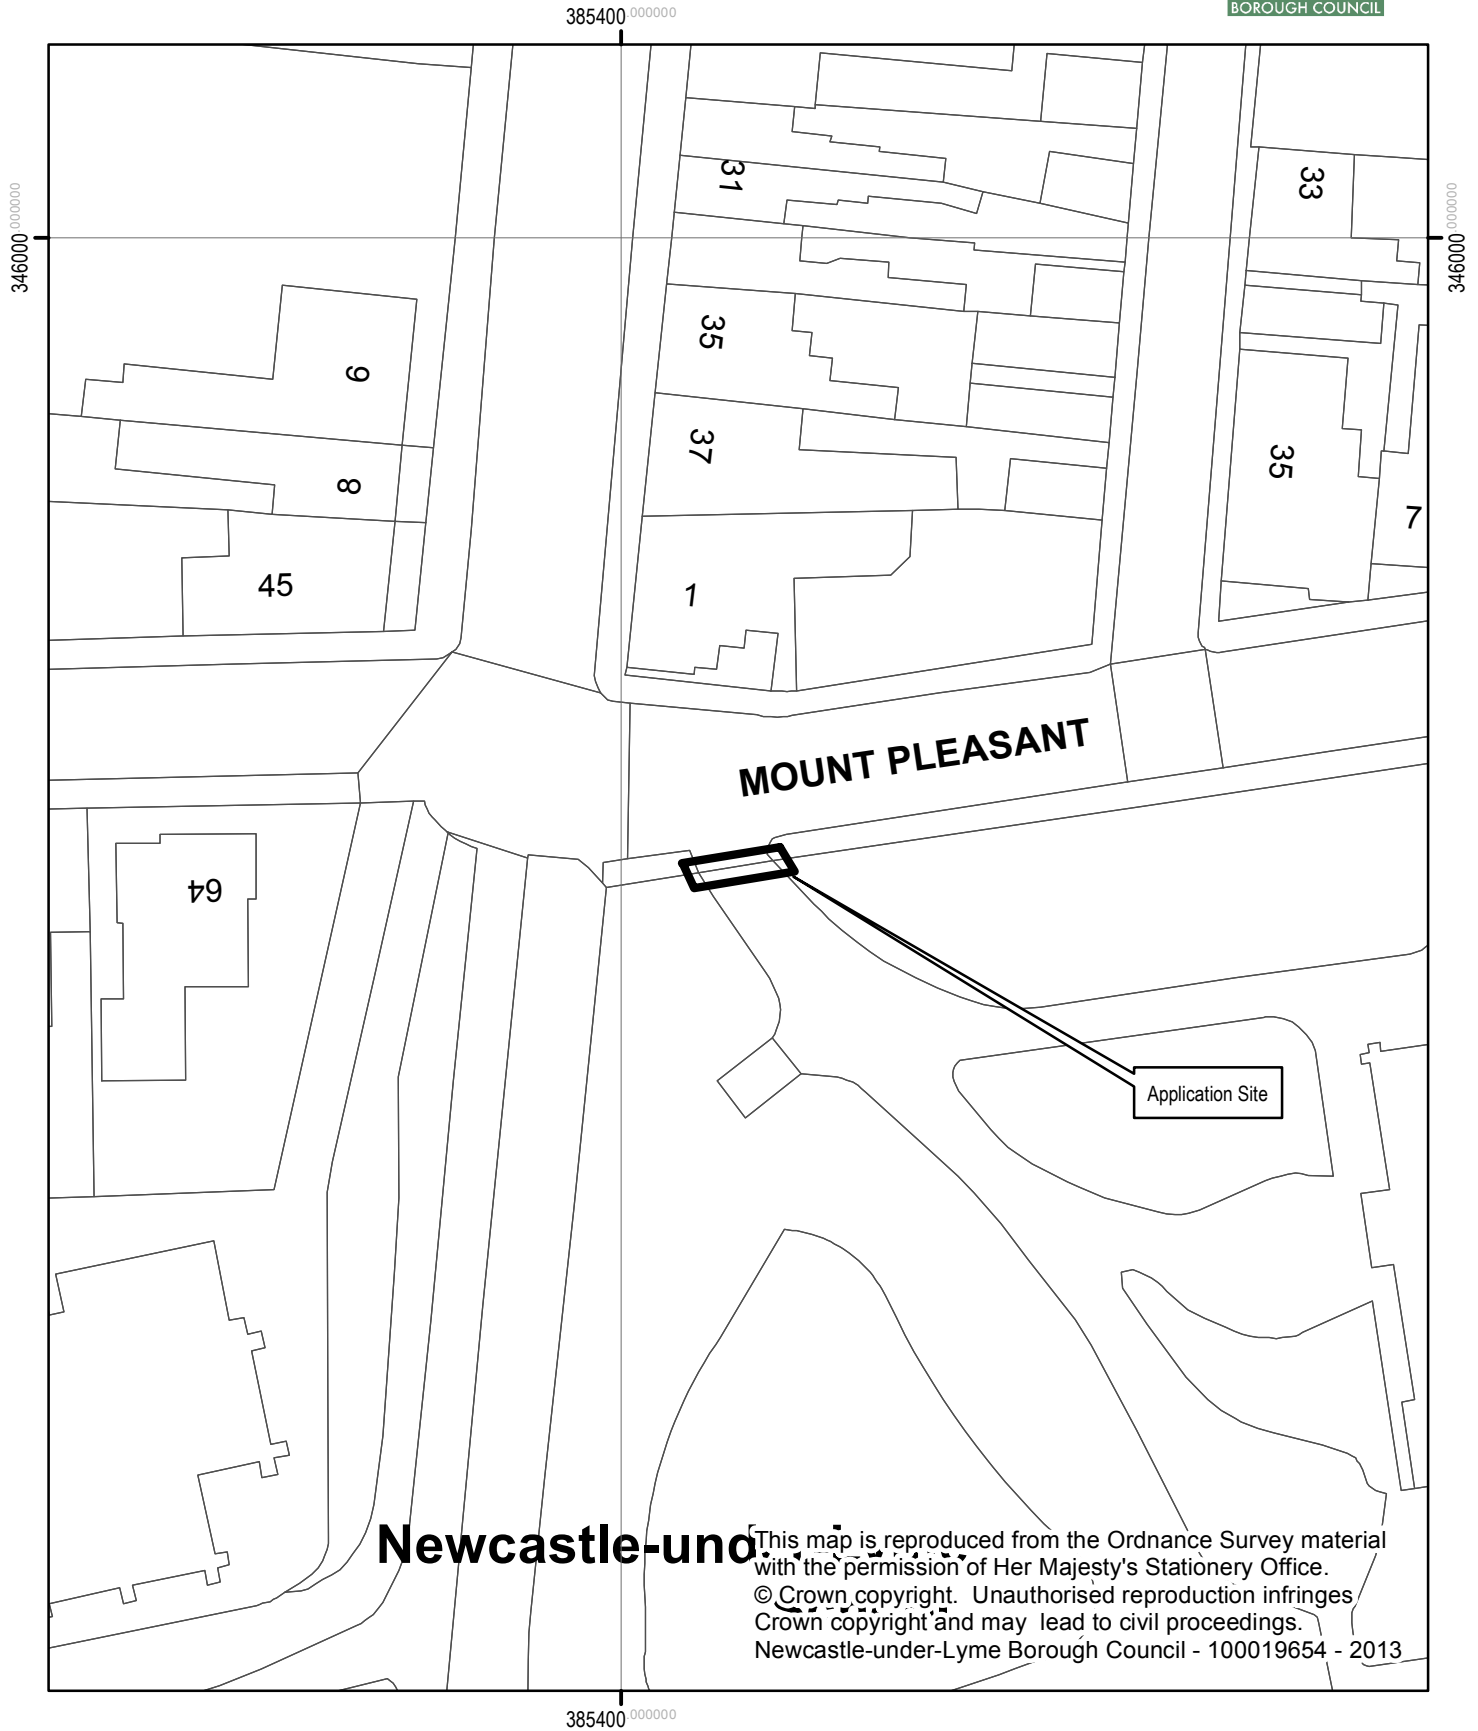 BOROUGH COUNCIL
385400.000000
346000.000000
346000.000000
31
33
35
9
37
35
8
7
45
1
MOUNT PLEASANT
64
Application Site
Newcastle-und
This map is reproduced from the Ordnance Survey material
with the permission of Her Majesty's Stationery Office.
© Crown copyright. Unauthorised reproduction infringes
Crown copyright and may lead to civil proceedings.
Newcastle-under-Lyme Borough Council - 100019654 - 2013
385400.000000